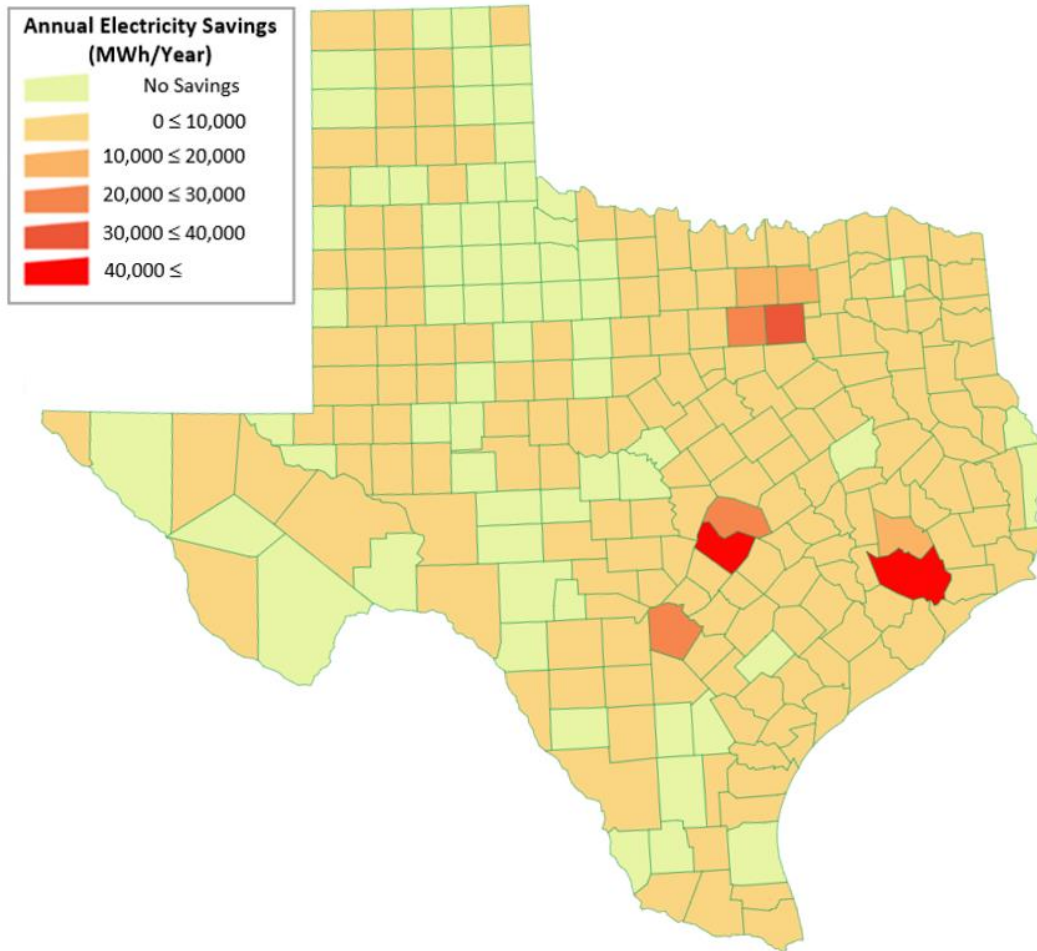 Annual Electricity Savings
(MWh/Year)
No Savings
0 ≤ 10,000
10,000 ≤ 20,000
20,000 ≤ 30,000
30,000 ≤ 40,000
40,000 ≤